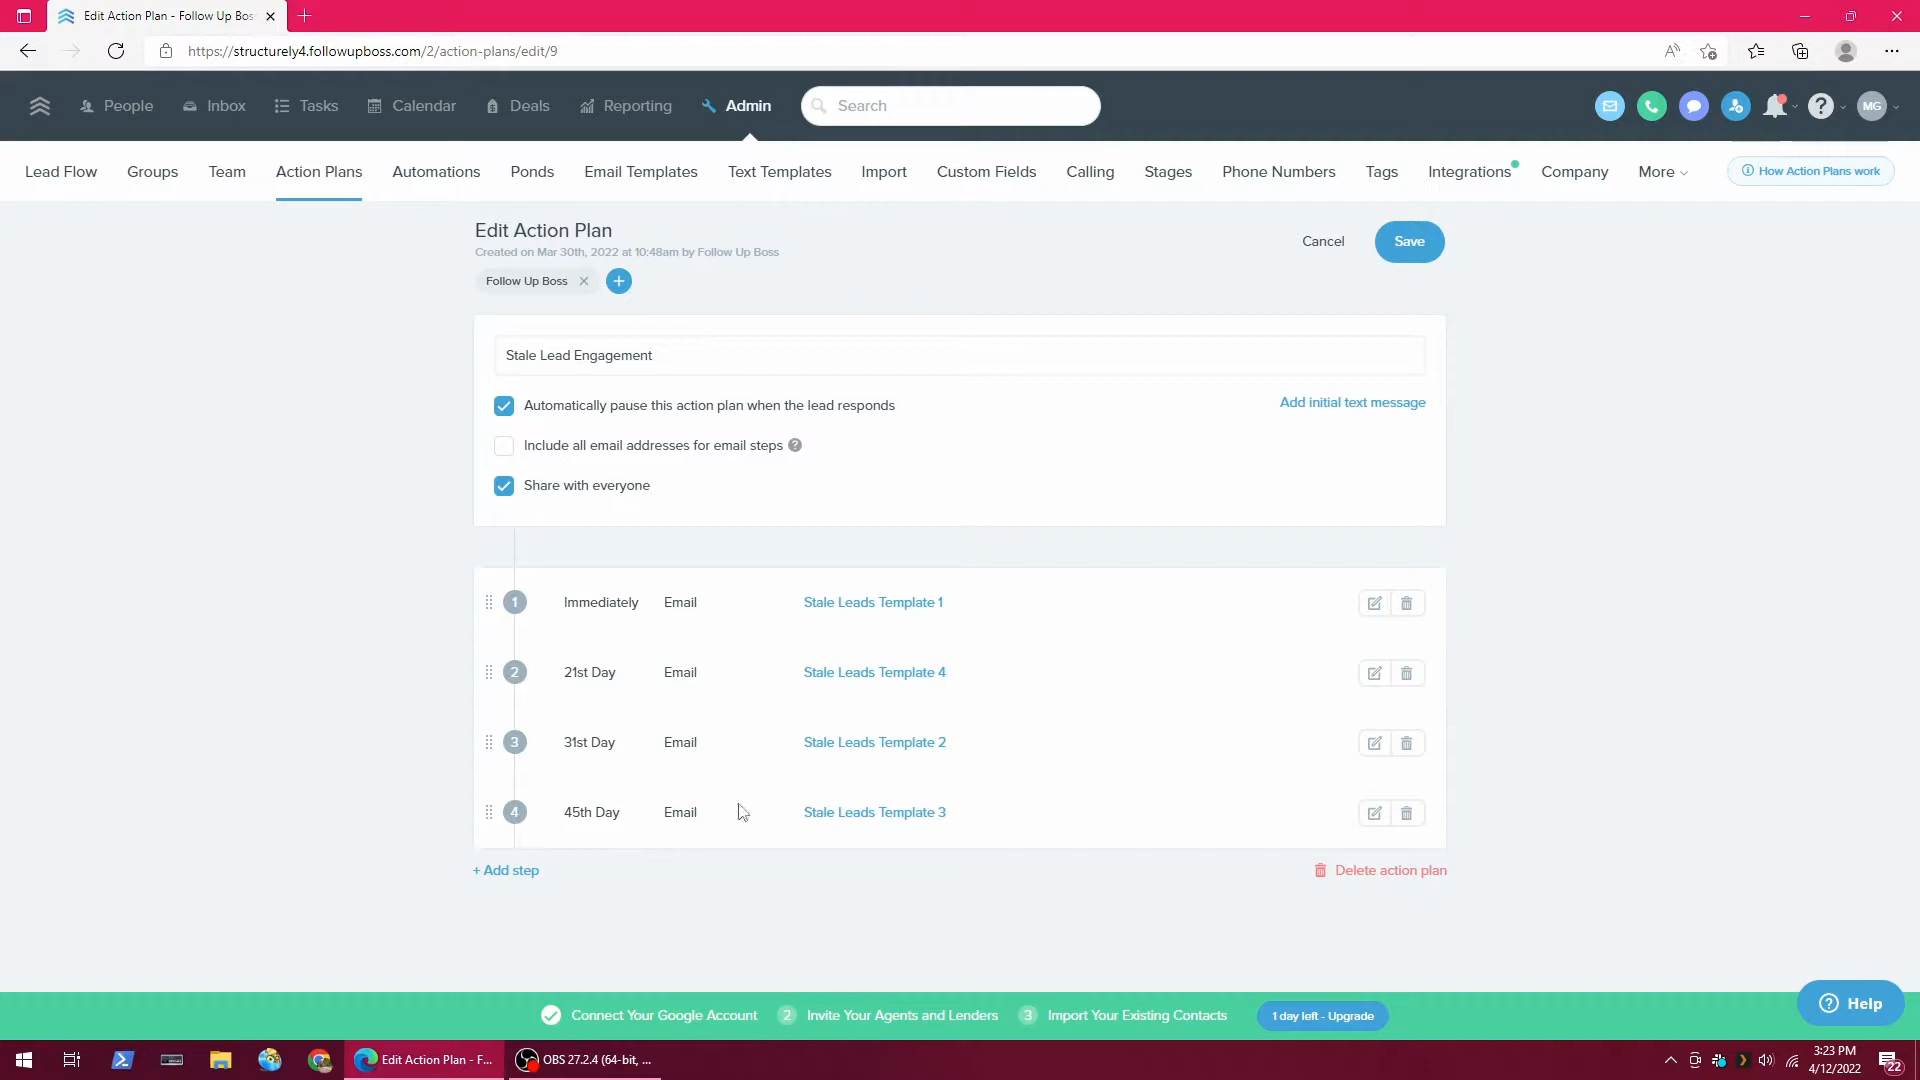 Edit Action Plan - Follow Up Bos
https://structurely4.followupboss.com/2/action-plans/edit/9
People Inbox Tasks Calendar Deals Reporting Admin Search MG
Lead Flow Groups Team Action Plans Automations Ponds Email Templates Text Templates Import Custom Fields Calling Stages Phone Numbers Tags Integrations Company More How Action Plans work
Edit Action Plan
Created on Mar 30th, 2022 at 10:48am by Follow Up Boss
Cancel Save
Follow Up Boss
Stale Lead Engagement
Automatically pause this action plan when the lead responds
Add initial text message
Include all email addresses for email steps
Share with everyone
1 Immediately Email Stale Leads Template 1
2 21st Day Email Stale Leads Template 4
3 31st Day Email Stale Leads Template 2
4 45th Day Email Stale Leads Template 3
+ Add step Delete action plan
Connect Your Google Account 2 Invite Your Agents and Lenders 3 Import Your Existing Contacts 1 day left - Upgrade
Help
Edit Action Plan - F... OBS 27.2.4 (64-bit, ...
3:23 PM
4/12/2022
22